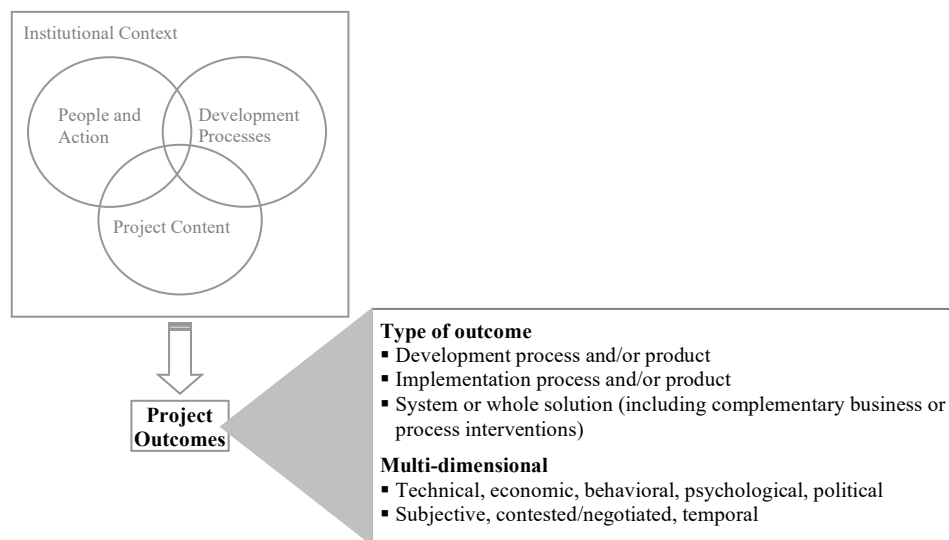 Institutional Context
People and
Action
Development
Processes
Project Content
Project
Outcomes
Type of outcome
▪ Development process and/or product
▪ Implementation process and/or product
▪ System or whole solution (including complementary business or
process interventions)
Multi-dimensional
▪ Technical, economic, behavioral, psychological, political
▪ Subjective, contested/negotiated, temporal